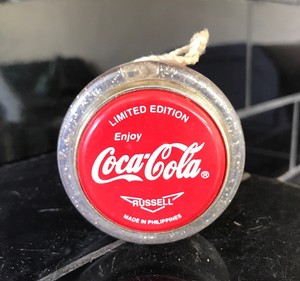 LIMITED EDITION
Enjoy
Coca-Cola®
RUSSELL
MADE IN PHILIPPINES